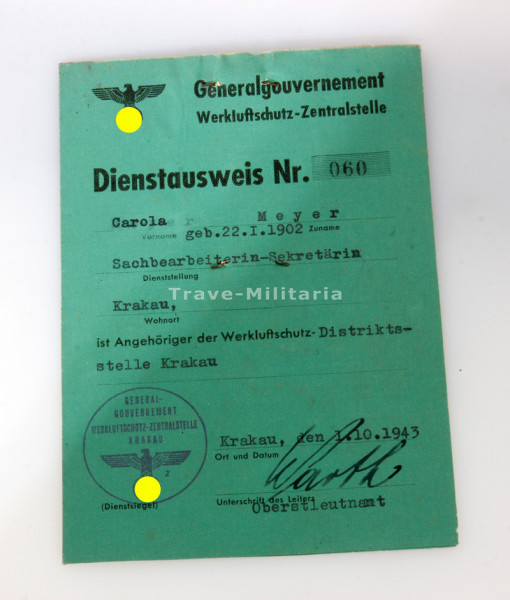 Generalgouvernement
Werkluftschutz-Zentralstelle
Dienstausweis Nr. 060
Carola Meyer
Vorname geb.22.I.1902 Zuname
Sachbearbeiterin-Sekretärin
Dienststellung
Trave-Militaria
Krakau,
Wohnort
ist Angehöriger der Werkluftschutz-Distrikts-
stelle Krakau
GENERAL-
GOUVERNEMENT
WERKLUFTSCHUTZ-ZENTRALSTELLE
KRAKAU
2
(Dienstsiegel)
Krakau, den 1.10.1943
Ort und Datum
Unterschrift des Leiters
Oberstleutnant